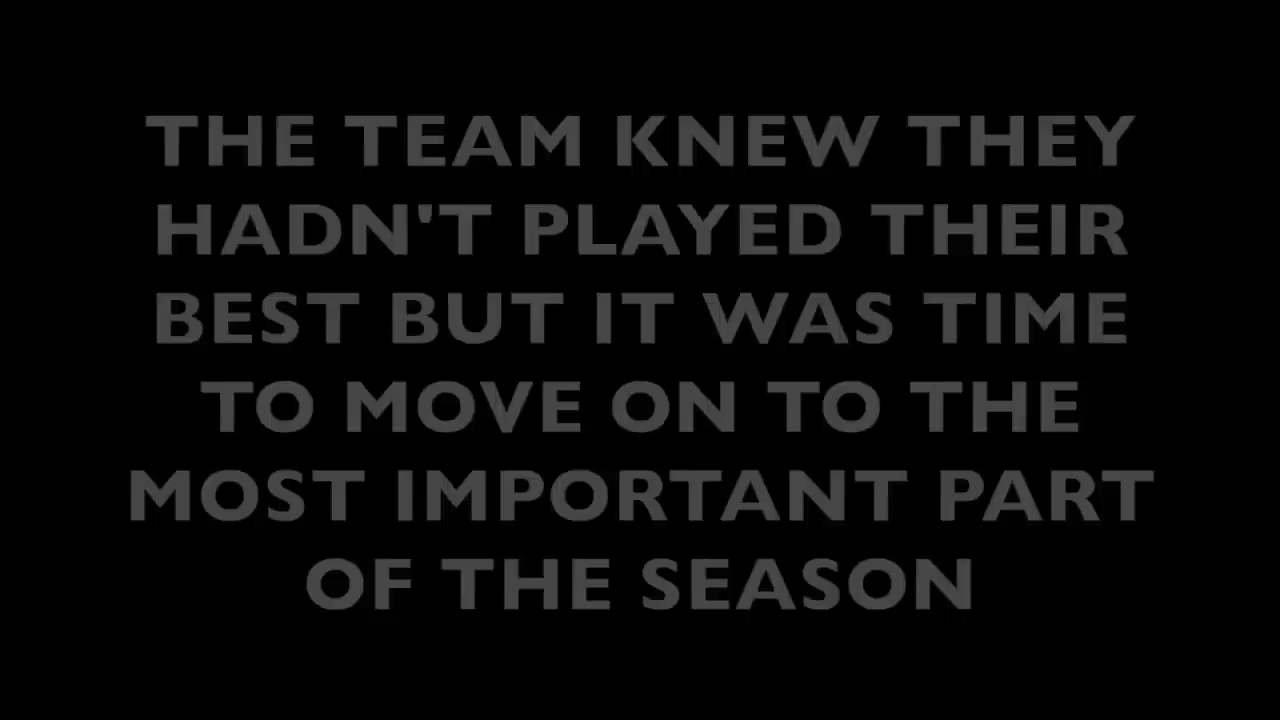 THE TEAM KNEW THEY
HADN'T PLAYED THEIR
BEST BUT IT WAS TIME
TO MOVE ON TO THE
MOST IMPORTANT PART
OF THE SEASON